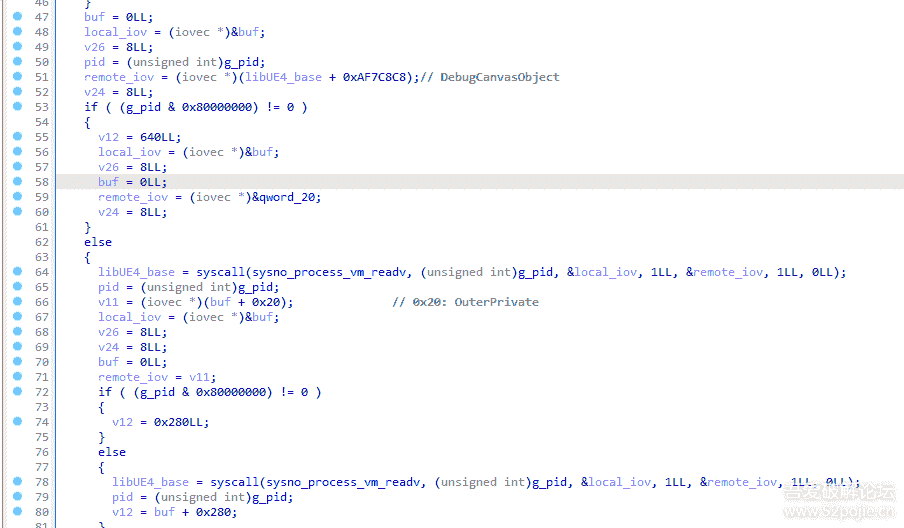 46 }
47 buf = 0LL;
48 local_iov = (iovec *)&buf;
49 v26 = 8LL;
50 pid = (unsigned int)g_pid;
51 remote_iov = (iovec *)(libUE4_base + 0xAF7C8C8);// DebugCanvasObject
52 v24 = 8LL;
53 if ( (g_pid & 0x80000000) != 0 )
54 {
55 v12 = 640LL;
56 local_iov = (iovec *)&buf;
57 v26 = 8LL;
58 buf = 0LL;
59 remote_iov = (iovec *)&qword_20;
60 v24 = 8LL;
61 }
62 else
63 {
64 libUE4_base = syscall(sysno_process_vm_readv, (unsigned int)g_pid, &local_iov, 1LL, &remote_iov, 1LL, 0LL);
65 pid = (unsigned int)g_pid;
66 v11 = (iovec *)(buf + 0x20); // 0x20: OuterPrivate
67 local_iov = (iovec *)&buf;
68 v26 = 8LL;
69 v24 = 8LL;
70 buf = 0LL;
71 remote_iov = v11;
72 if ( (g_pid & 0x80000000) != 0 )
73 {
74 v12 = 0x280LL;
75 }
76 else
77 {
78 libUE4_base = syscall(sysno_process_vm_readv, (unsigned int)g_pid, &local_iov, 1LL, &remote_iov, 1LL, 0LL);
79 pid = (unsigned int)g_pid;
80 v12 = buf + 0x280;
81 }
吾爱破解论坛
www.52pojie.cn